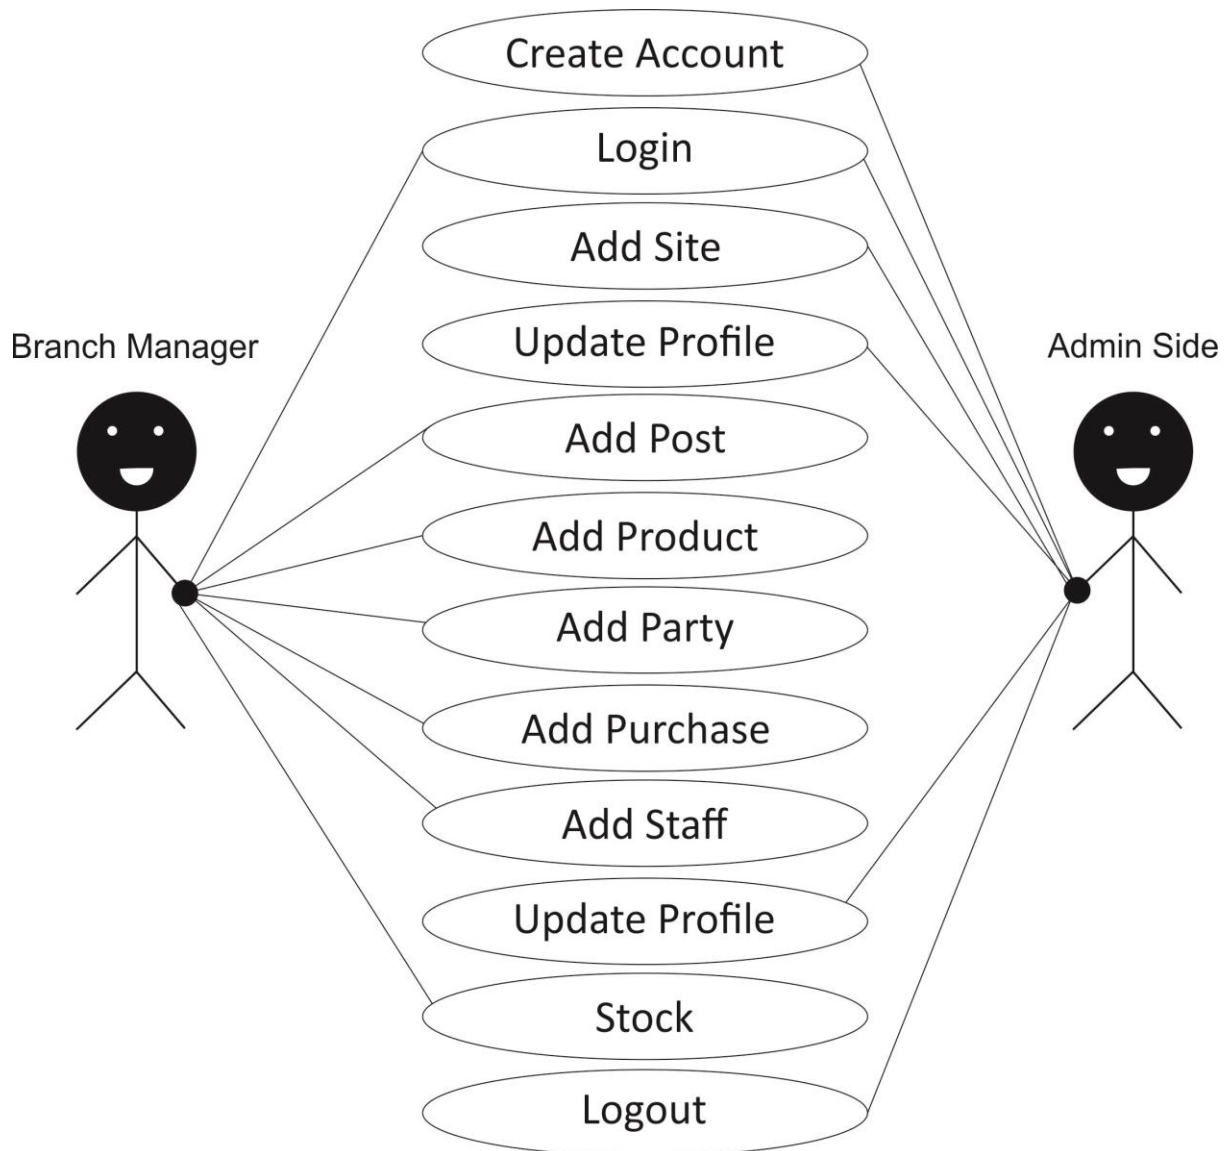 Create Account
Login
Add Site
Update Profile
Branch Manager
Admin Side
Add Post
Add Product
Add Party
Add Purchase
Add Staff
Update Profile
Stock
Logout